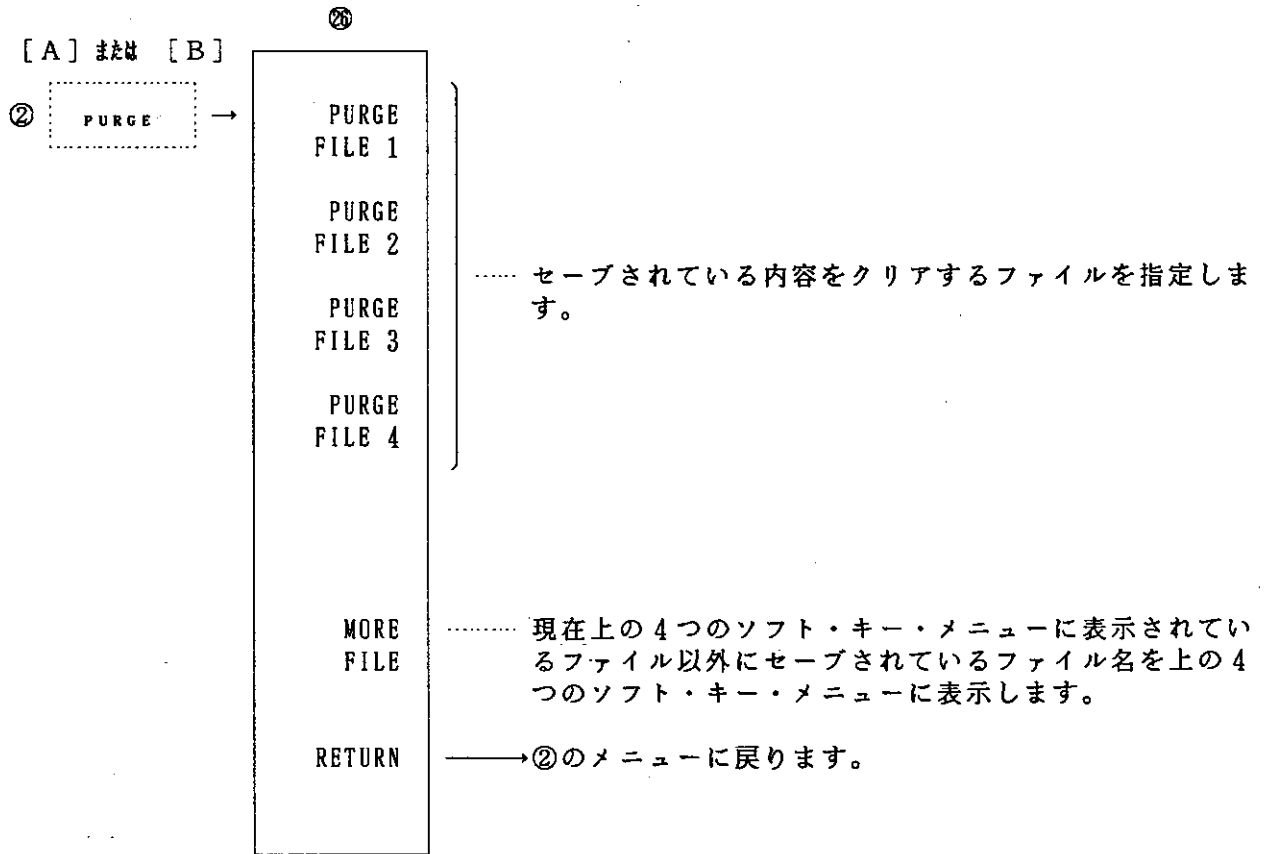 ㉖
[A]または [B]
② PURGE →
PURGE
FILE 1
PURGE
FILE 2
…… セーブされている内容をクリアするファイルを指定しま
す。
PURGE
FILE 3
PURGE
FILE 4
MORE ……… 現在上の4つのソフト・キー・メニューに表示されてい
FILE るファイル以外にセーブされているファイル名を上の4
つのソフト・キー・メニューに表示します。
RETURN →②のメニューに戻ります。